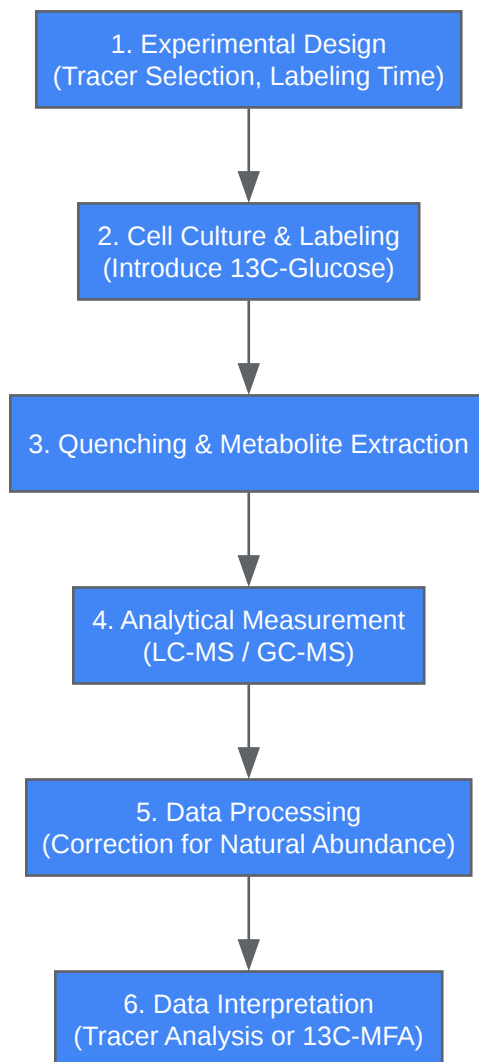 1. Experimental Design
(Tracer Selection, Labeling Time)
2. Cell Culture & Labeling
(Introduce 13C-Glucose)
3. Quenching & Metabolite Extraction
4. Analytical Measurement
(LC-MS / GC-MS)
5. Data Processing
(Correction for Natural Abundance)
6. Data Interpretation
(Tracer Analysis or 13C-MFA)